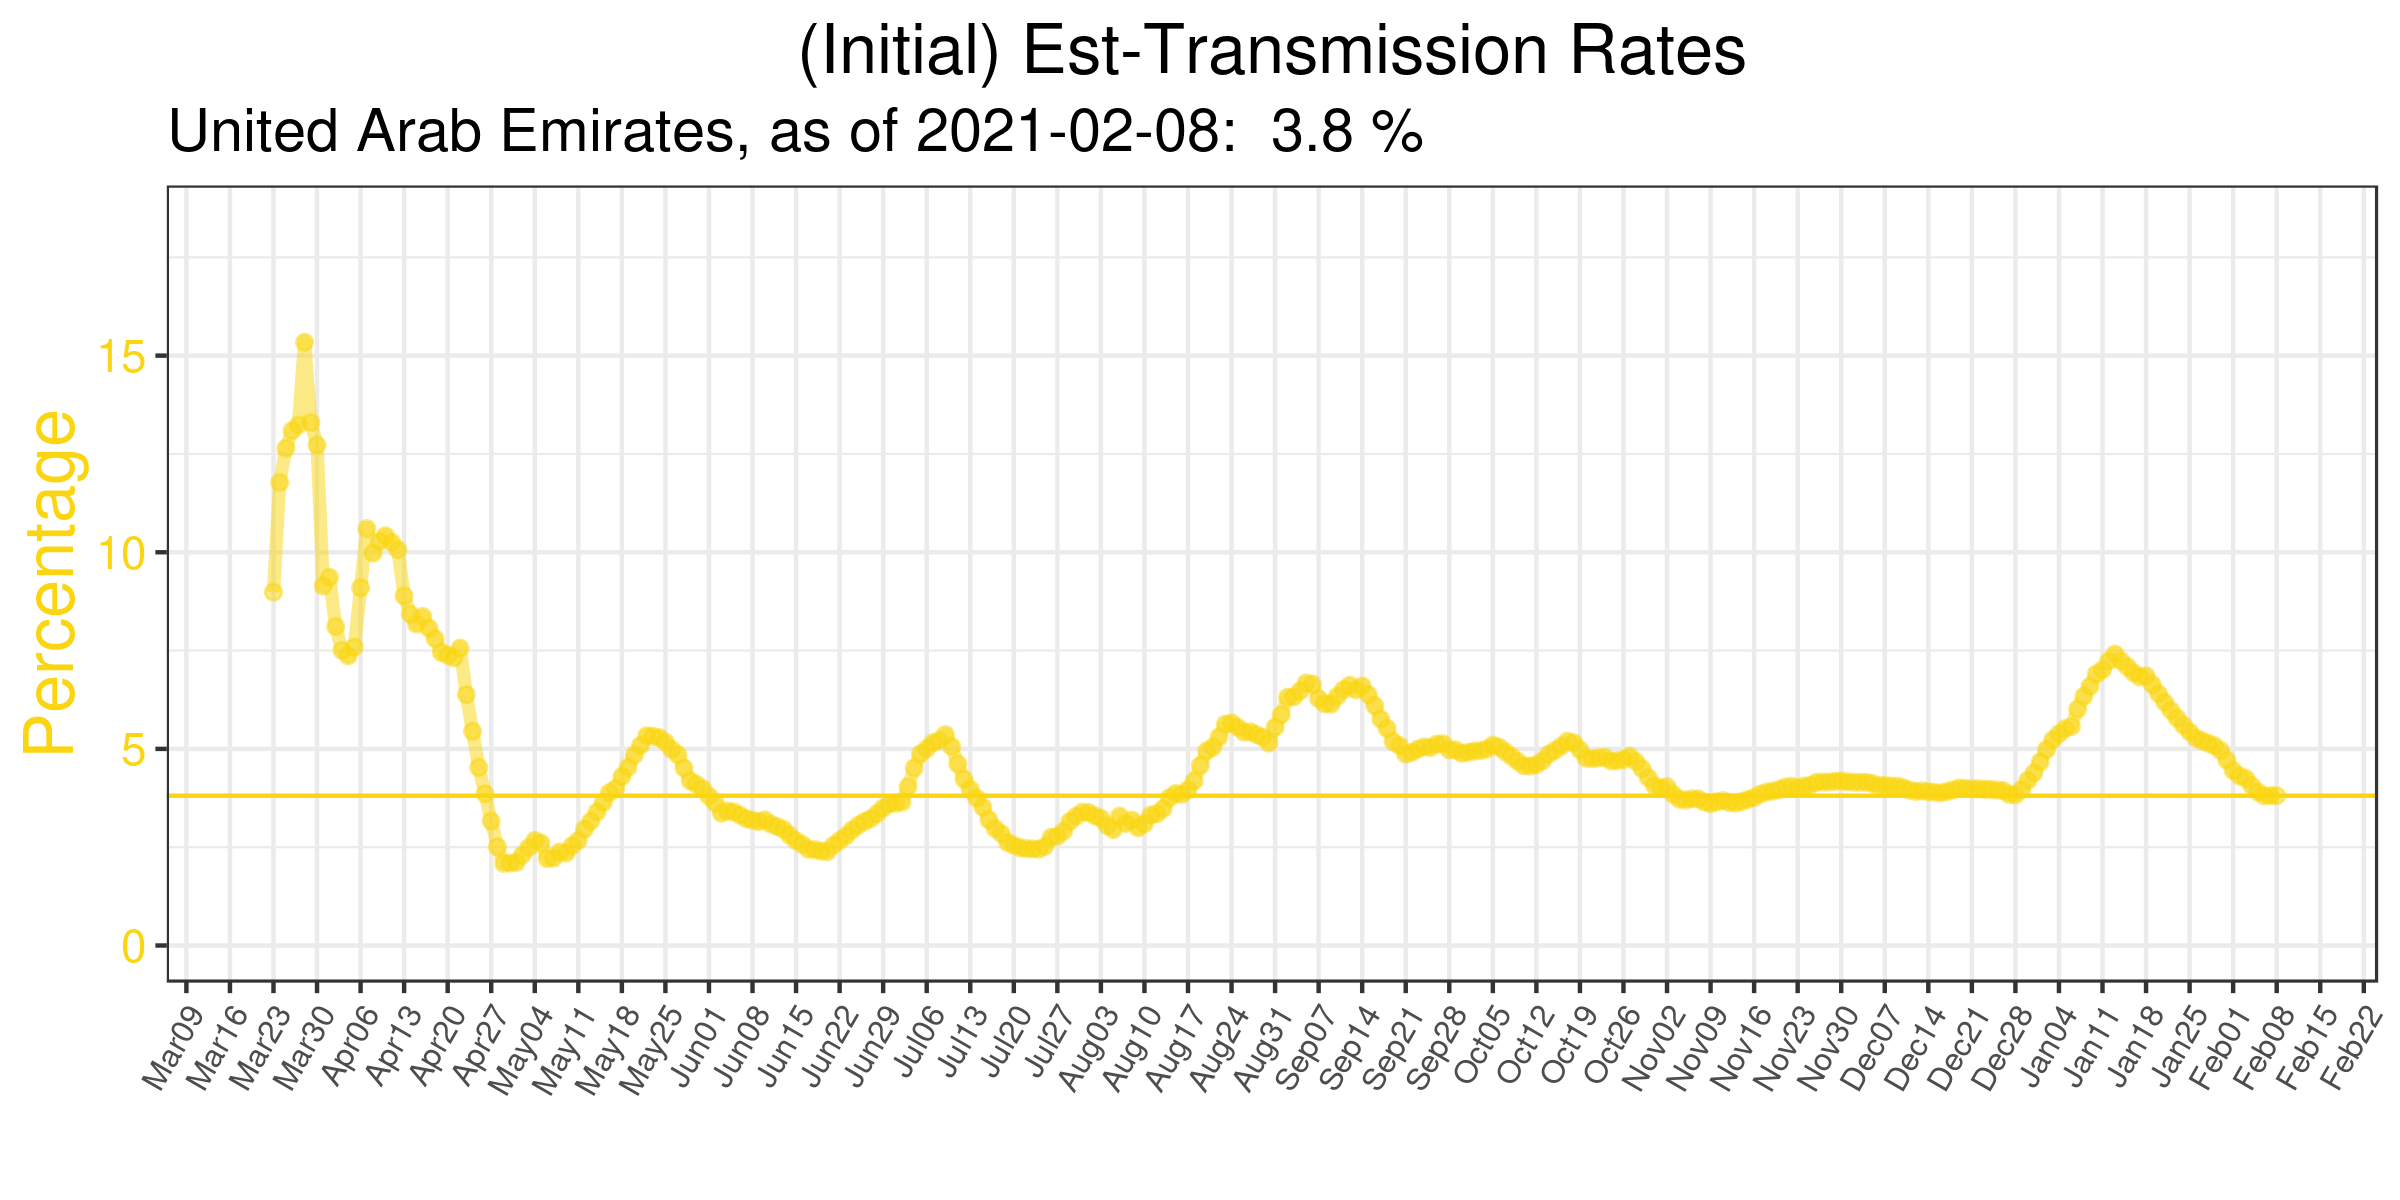 (Initial) Est-Transmission Rates
United Arab Emirates, as of 2021-02-08:  3.8 %
Percentage
15
10
5
0
Mar09
Mar16
Mar23
Mar30
Apr06
Apr13
Apr20
Apr27
May04
May11
May18
May25
Jun01
Jun08
Jun15
Jun22
Jun29
Jul06
Jul13
Jul20
Jul27
Aug03
Aug10
Aug17
Aug24
Aug31
Sep07
Sep14
Sep21
Sep28
Oct05
Oct12
Oct19
Oct26
Nov02
Nov09
Nov16
Nov23
Nov30
Dec07
Dec14
Dec21
Dec28
Jan04
Jan11
Jan18
Jan25
Feb01
Feb08
Feb15
Feb22